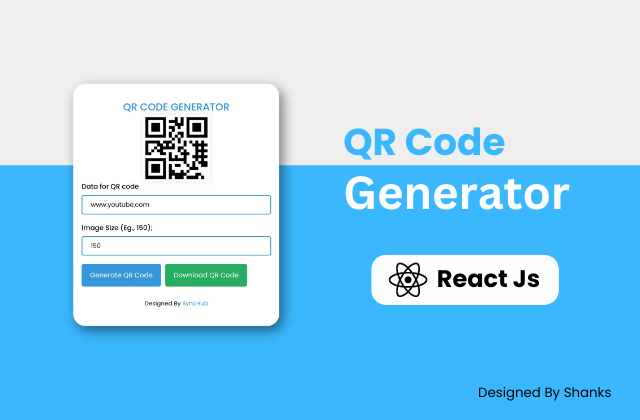 QR CODE GENERATOR
Data for QR code
www.youtube.com
Image Size (Eg., 150);
150
Generate QR Code
Download QR Code
Designed By SyncHub
QR Code
Generator
React Js
Designed By Shanks